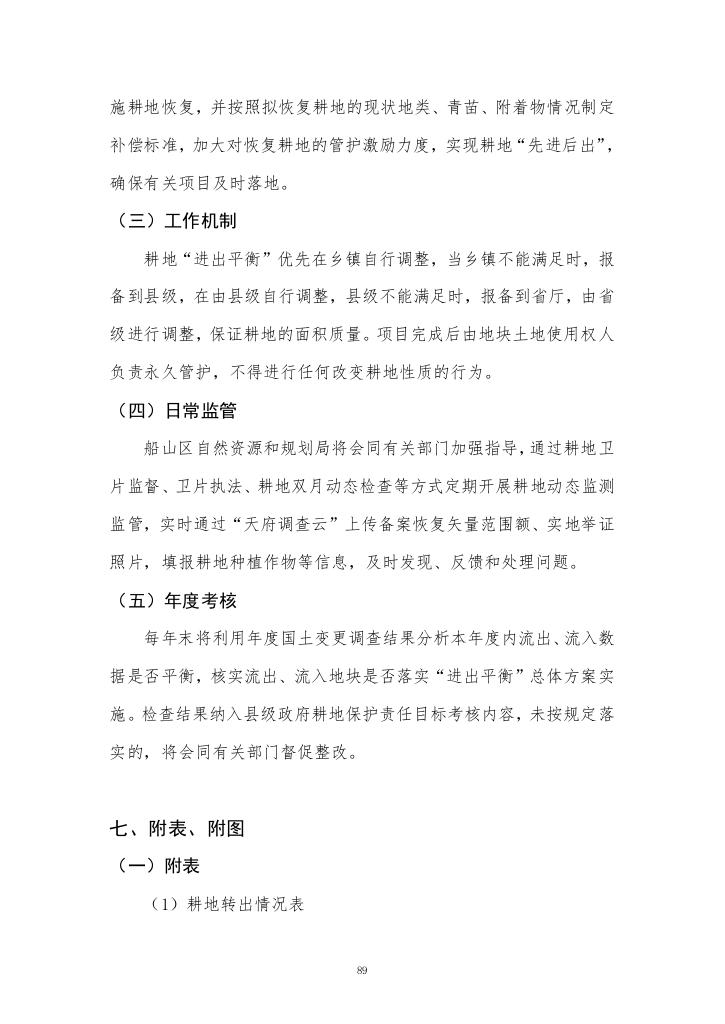 施耕地恢复，并按照拟恢复耕地的现状地类、青苗、附着物情况制定
补偿标准，加大对恢复耕地的管护激励力度，实现耕地“先进后出”，
确保有关项目及时落地。
（三）工作机制
耕地“进出平衡”优先在乡镇自行调整，当乡镇不能满足时，报
备到县级，在由县级自行调整，县级不能满足时，报备到省厅，由省
级进行调整，保证耕地的面积质量。项目完成后由地块土地使用权人
负责永久管护，不得进行任何改变耕地性质的行为。
（四）日常监管
船山区自然资源和规划局将会同有关部门加强指导，通过耕地卫
片监督、卫片执法、耕地双月动态检查等方式定期开展耕地动态监测
监管，实时通过“天府调查云”上传备案恢复矢量范围额、实地举证
照片，填报耕地种植作物等信息，及时发现、反馈和处理问题。
（五）年度考核
每年末将利用年度国土变更调查结果分析本年度内流出、流入数
据是否平衡，核实流出、流入地块是否落实“进出平衡”总体方案实
施。检查结果纳入县级政府耕地保护责任目标考核内容，未按规定落
实的，将会同有关部门督促整改。
七、附表、附图
（一）附表
（1）耕地转出情况表
89